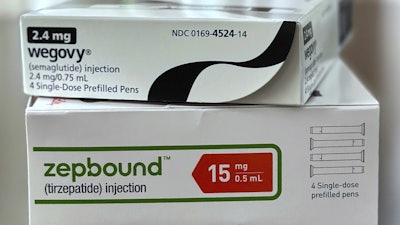 2.4 mg
NDC 0169-4524-14
wegovy®
(semaglutide) injection
2.4 mg/0.75 mL
4 Single-Dose Prefilled Pens
zepbound™
(tirzepatide) injection
15 mg
0.5 mL
4 Single-dose
prefilled pens